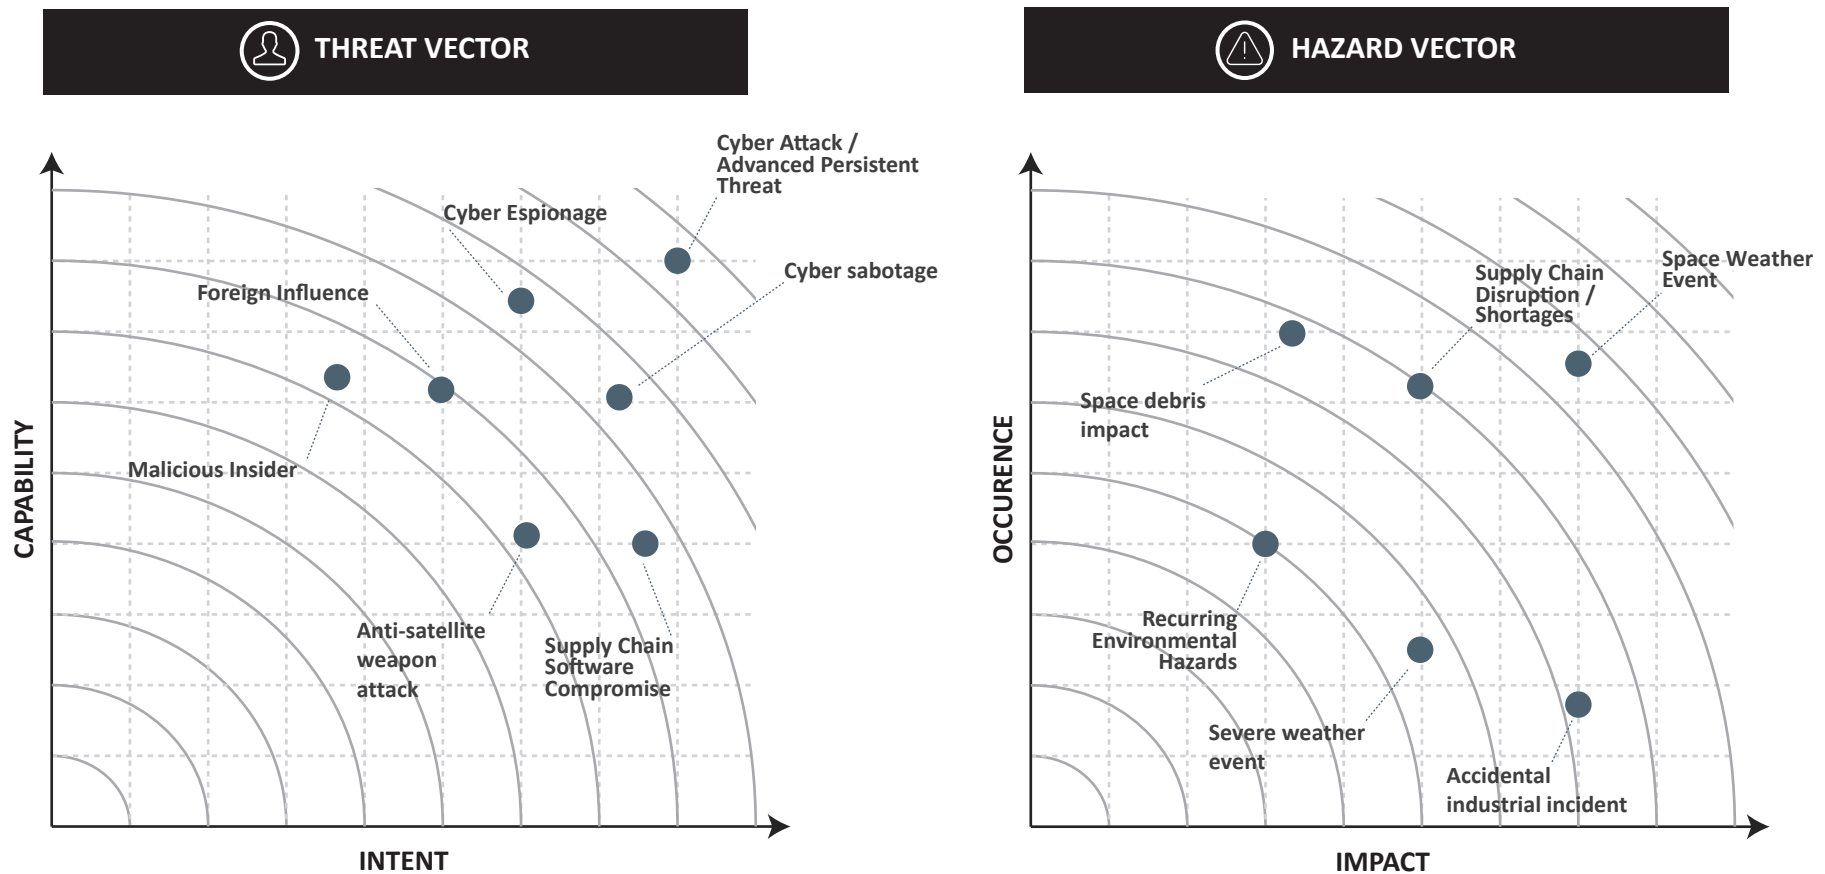 THREAT VECTOR
Cyber Attack /
Advanced Persistent
Threat
Cyber Espionage
Cyber sabotage
Foreign Influence
Malicious Insider
CAPABILITY
Anti-satellite
weapon
attack
Supply Chain
Software
Compromise
INTENT
HAZARD VECTOR
Space Weather
Event
Supply Chain
Disruption /
Shortages
Space debris
impact
OCCURENCE
Recurring
Environmental
Hazards
Severe weather
event
Accidental
industrial incident
IMPACT